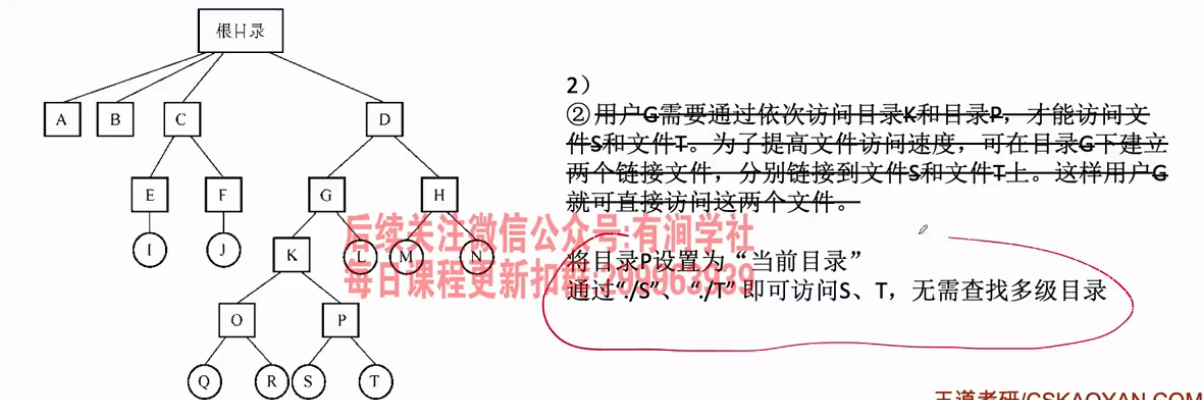 根目录
A B C D
E F G H
I J K L M N
O P
Q R S T
2）
② 用户G需要通过依次访问目录K和目录P，才能访问文
件S和文件T。为了提高文件访问速度，可在目录G下建立
两个链接文件，分别链接到文件S和文件T上。这样用户G
就可直接访问这两个文件。
后续关注微信公众号:有涧学社
每日课程更新扣群:299963939
将目录P设置为“当前目录”
通过“./S”、“./T” 即可访问S、T，无需查找多级目录
王道考研/CSKAOYAN.COM